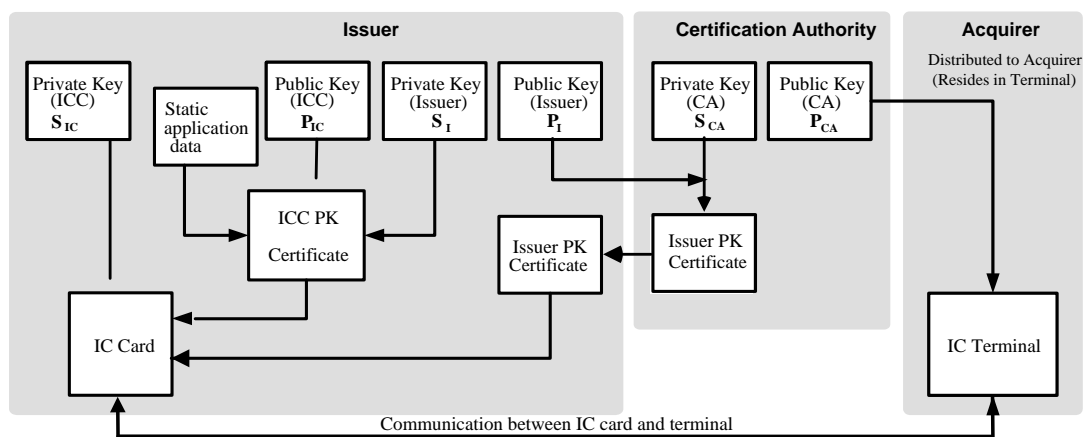 Issuer
Certification Authority
Acquirer
Distributed to Acquirer
(Resides in Terminal)
Private Key
(ICC)
S IC
Static
application
data
Public Key
(ICC)
P IC
Private Key
(Issuer)
S I
Public Key
(Issuer)
P I
Private Key
(CA)
S CA
Public Key
(CA)
P CA
ICC PK
Certificate
Issuer PK
Certificate
Issuer PK
Certificate
IC Card
IC Terminal
Communication between IC card and terminal